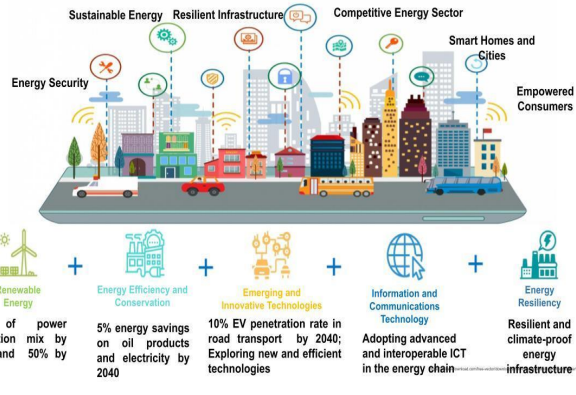 Sustainable Energy
Resilient Infrastructure
Competitive Energy Sector
Smart Homes and
Cities
Energy Security
Empowered
Consumers
Renewable
Energy
of power
mix by
50% by
Energy Efficiency and
Conservation
5% energy savings
on oil products
and electricity by
2040
Emerging and
Innovative Technologies
10% EV penetration rate in
road transport by 2040;
Exploring new and efficient
technologies
Information and
Communications
Technology
Adopting advanced
and interoperable ICT
in the energy chain
Energy
Resiliency
Resilient and
climate-proof
energy
infrastructure